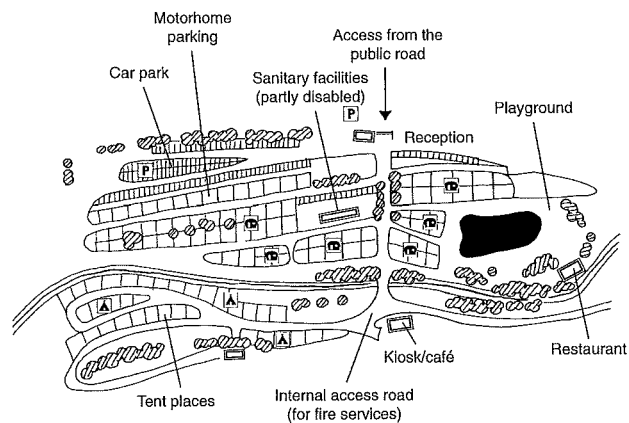 Motorhome
parking
Access from the
public road
Car park
Sanitary facilities
(partly disabled)
Playground
P
Reception
P
Kiosk/café
Restaurant
Tent places
Internal access road
(for fire services)